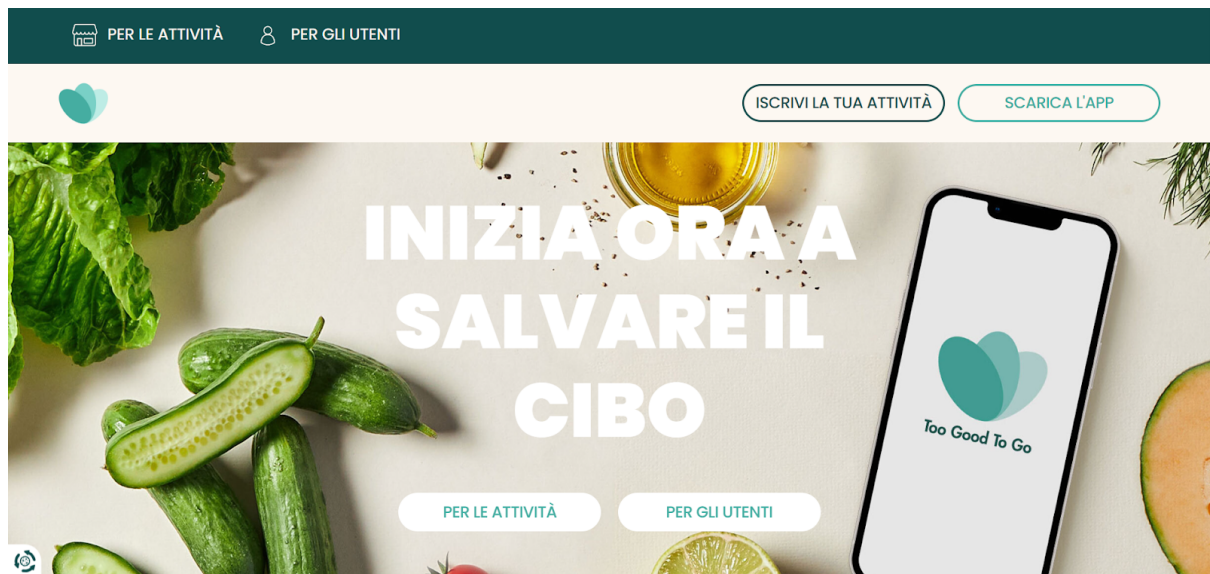 PER LE ATTIVITÀ
PER GLI UTENTI
ISCRIVI LA TUA ATTIVITÀ
SCARICA L'APP
INIZIA ORA A
SALVARE IL
CIBO
Too Good To Go
PER LE ATTIVITÀ
PER GLI UTENTI